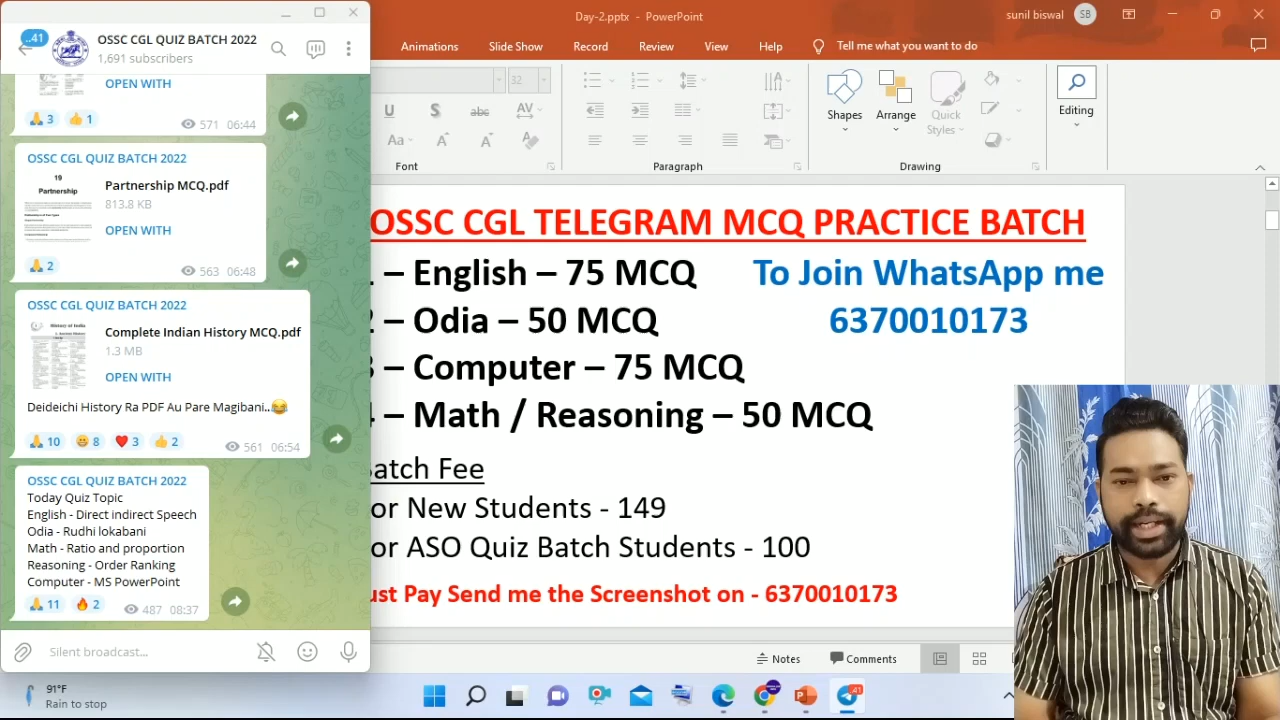 Day-2.pptx - PowerPoint
sunil biswal
SB
Animations
Slide Show
Record
Review
View
Help
Tell me what you want to do
32
Shapes
Arrange
Quick Styles
Editing
Font
Paragraph
Drawing
..41
OSSC CGL QUIZ BATCH 2022
1,691 subscribers
OPEN WITH
3 1 571 06:44
OSSC CGL QUIZ BATCH 2022
19
Partnership
Partnership MCQ.pdf
813.8 KB
OPEN WITH
2 563 06:48
OSSC CGL QUIZ BATCH 2022
History of India
Complete Indian History MCQ.pdf
1.3 MB
OPEN WITH
Deideichi History Ra PDF Au Pare Magibani..😂
10 8 3 2 561 06:54
OSSC CGL QUIZ BATCH 2022
Today Quiz Topic
English - Direct indirect Speech
Odia - Rudhi lokabani
Math - Ratio and proportion
Reasoning - Order Ranking
Computer - MS PowerPoint
11 2 487 08:37
Silent broadcast...
OSSC CGL TELEGRAM MCQ PRACTICE BATCH
– English – 75 MCQ
To Join WhatsApp me
– Odia – 50 MCQ
6370010173
– Computer – 75 MCQ
– Math / Reasoning – 50 MCQ
atch Fee
or New Students - 149
or ASO Quiz Batch Students - 100
ust Pay Send me the Screenshot on - 6370010173
Notes
Comments
91°F
Rain to stop
41